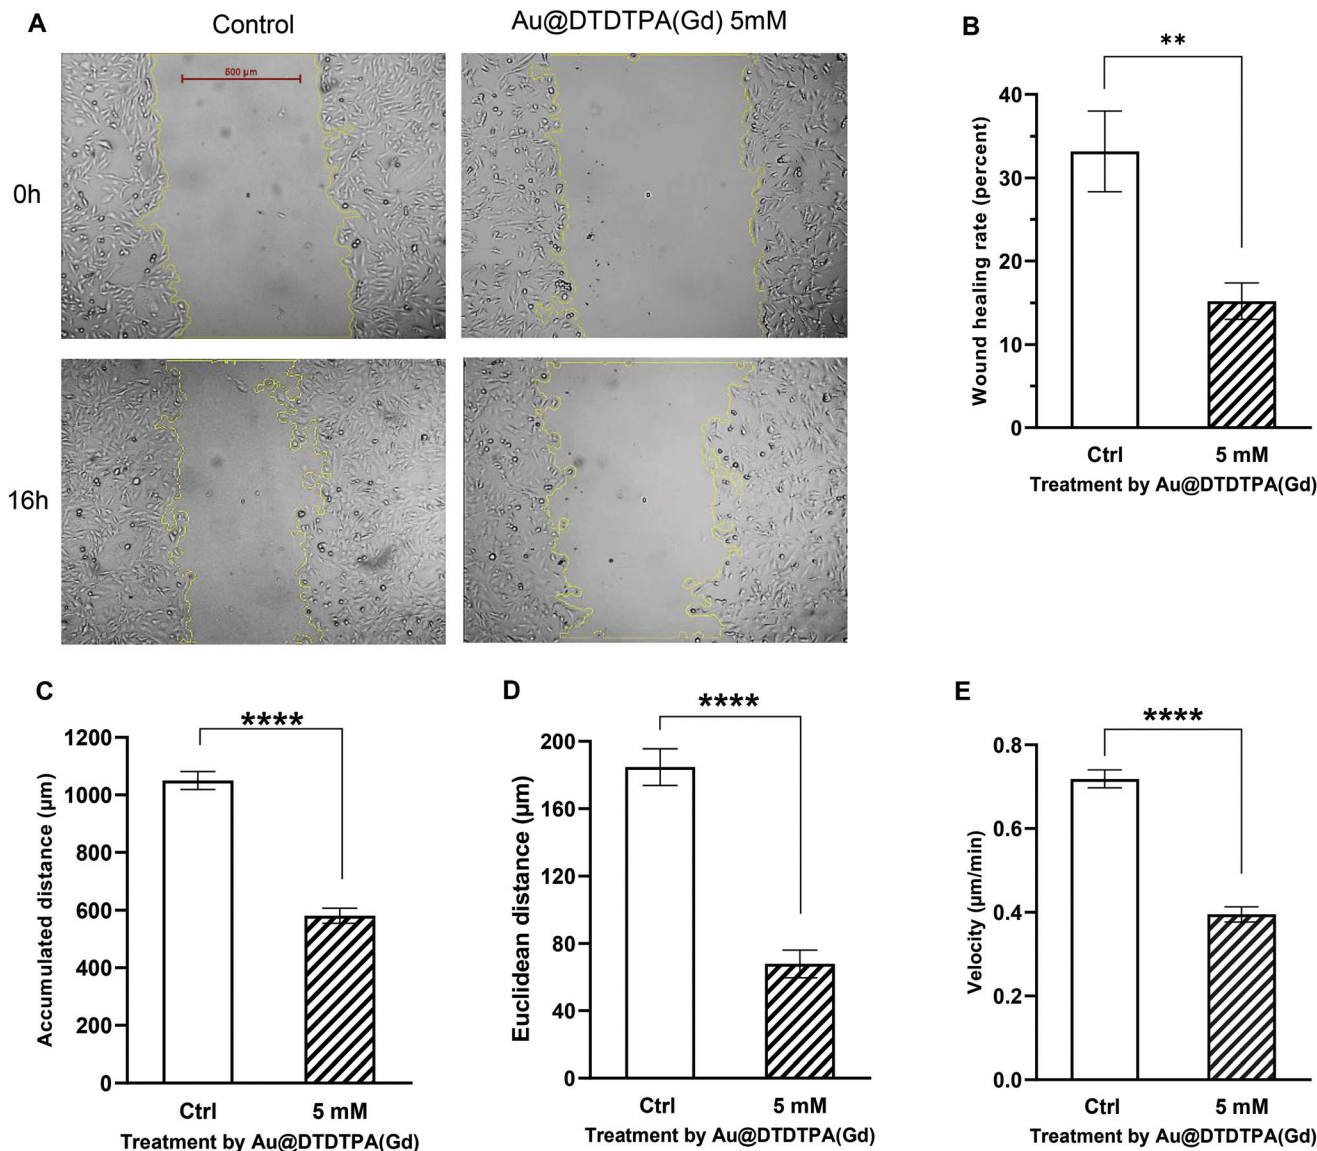 A
Control
Au@DTDTPA(Gd) 5mM
0h
600 µm
16h
B
**
Wound healing rate (percent)
40
30
20
10
0
Ctrl
5 mM
Treatment by Au@DTDTPA(Gd)
C
****
Accumulated distance (µm)
1200
1000
800
600
400
200
0
Ctrl
5 mM
Treatment by Au@DTDTPA(Gd)
D
****
Euclidean distance (µm)
200
160
120
80
40
0
Ctrl
5 mM
Treatment by Au@DTDTPA(Gd)
E
****
Velocity (µm/min)
0.8
0.6
0.4
0.2
0.0
Ctrl
5 mM
Treatment by Au@DTDTPA(Gd)